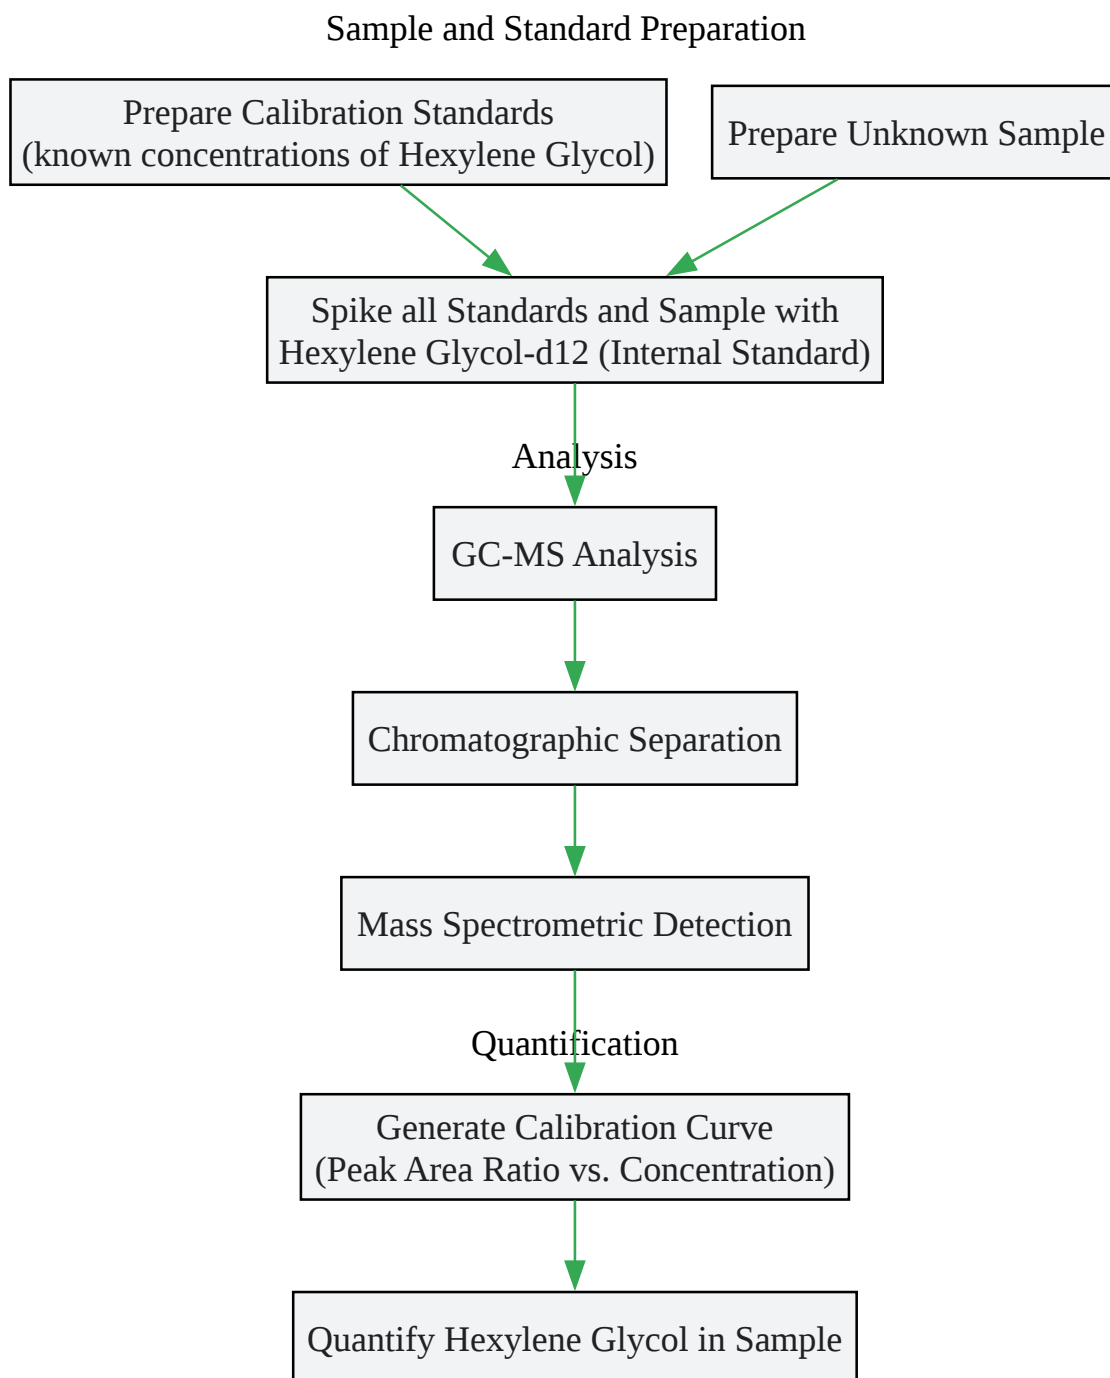 Sample and Standard Preparation
Prepare Calibration Standards
(known concentrations of Hexylene Glycol)
Prepare Unknown Sample
Spike all Standards and Sample with
Hexylene Glycol-d12 (Internal Standard)
Analysis
GC-MS Analysis
Chromatographic Separation
Mass Spectrometric Detection
Quantification
Generate Calibration Curve
(Peak Area Ratio vs. Concentration)
Quantify Hexylene Glycol in Sample